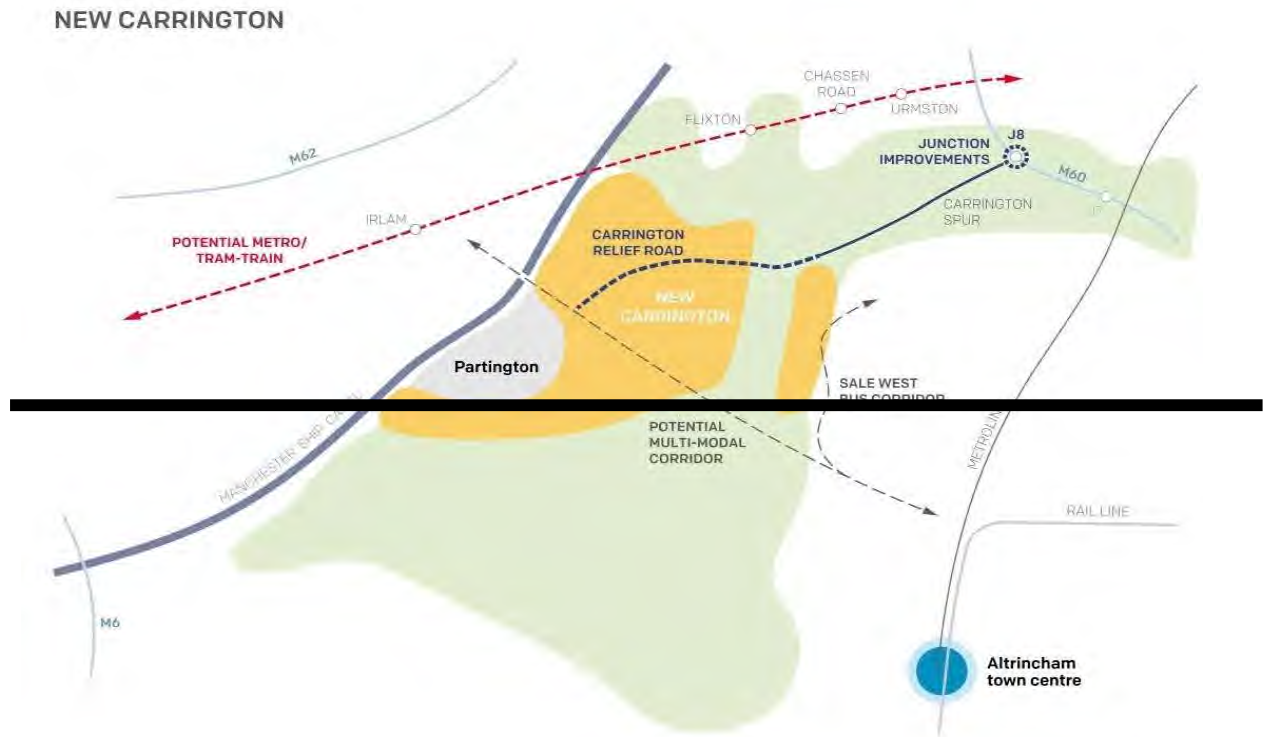 NEW CARRINGTON
CHASSEN
ROAD
URMSTON
FLIXTON
J8
JUNCTION
IMPROVEMENTS
M62
M60
CARRINGTON
SPUR
IRLAM
POTENTIAL METRO/
TRAM-TRAIN
CARRINGTON
RELIEF ROAD
NEW
CARRINGTON
Partington
SALE WEST
BUS CORRIDOR
MANCHESTER SHIP CANAL
POTENTIAL
MULTI-MODAL
CORRIDOR
RAIL LINE
M6
Altrincham
town centre